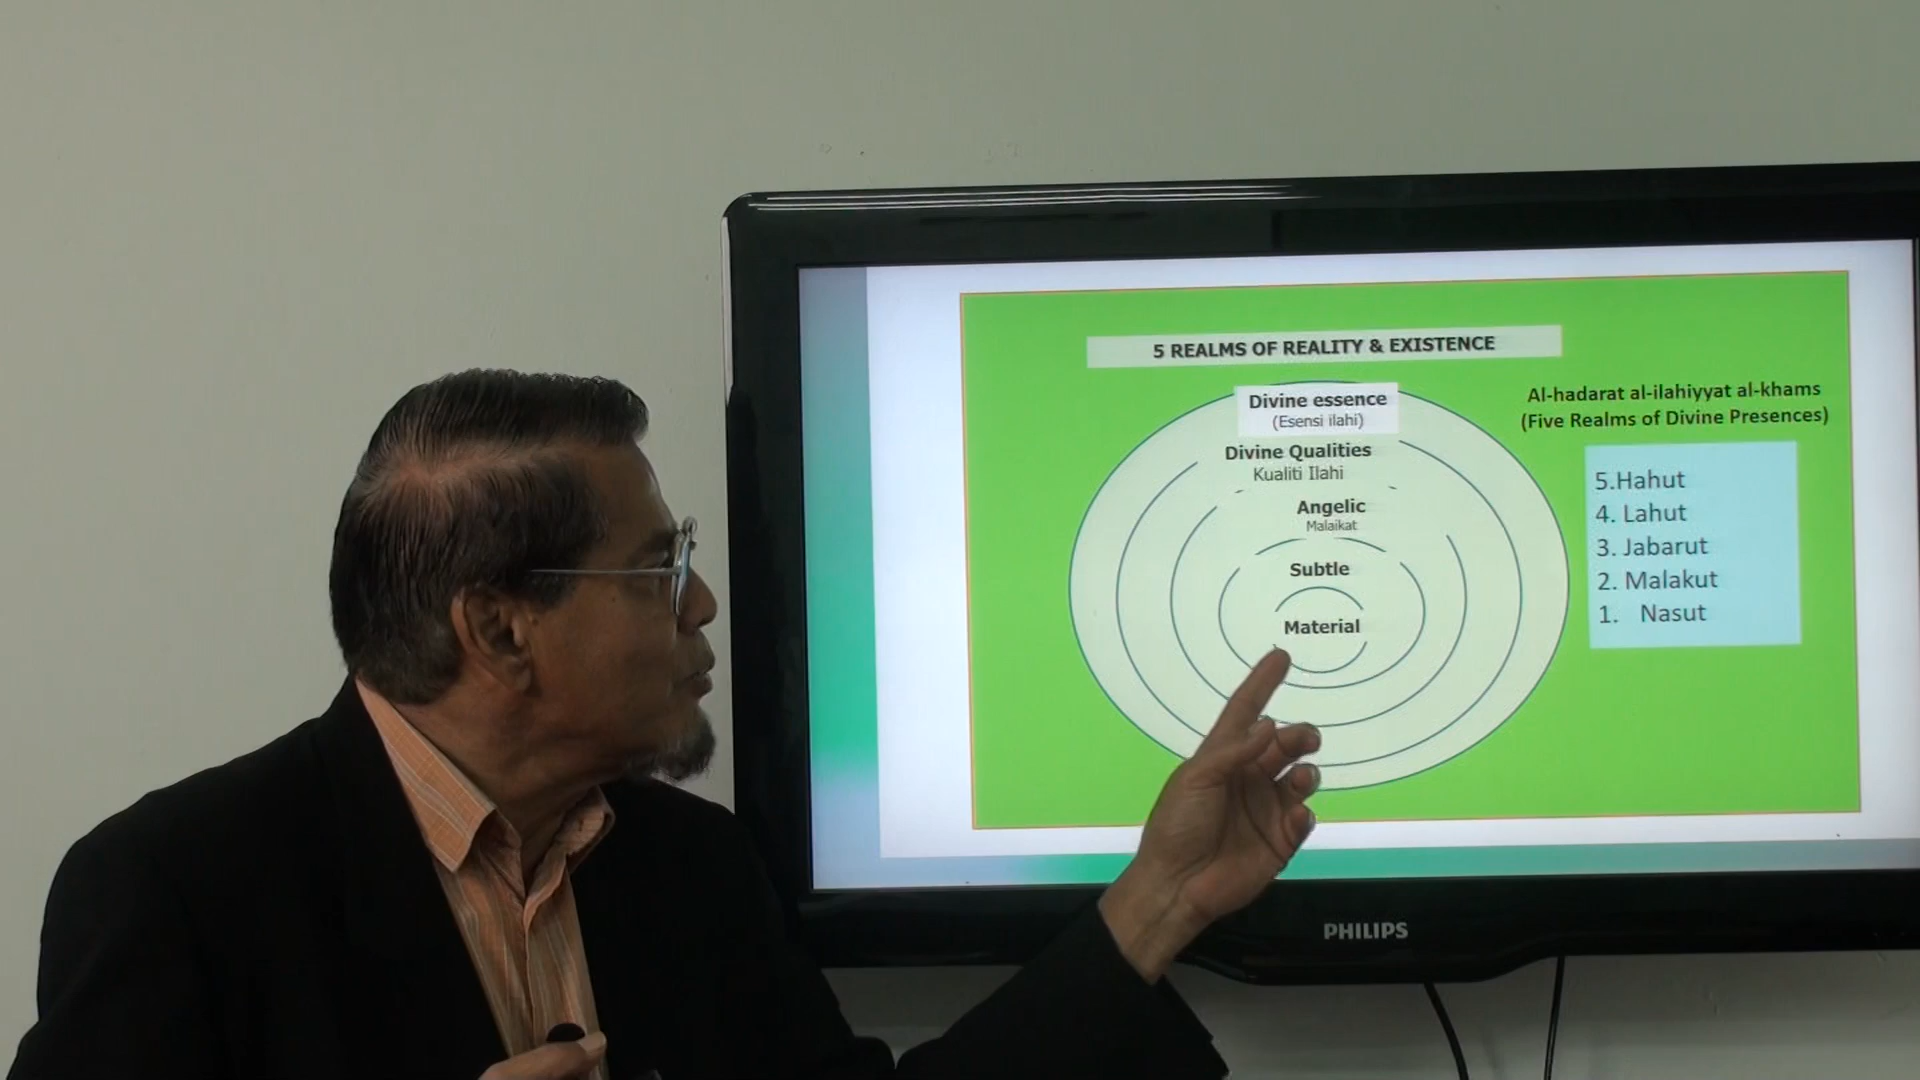 5 REALMS OF REALITY & EXISTENCE
Divine essence
(Esensi ilahi)
Divine Qualities
Kualiti Ilahi
Angelic
Malaikat
Subtle
Material
Al-hadarat al-ilahiyyat al-khams
(Five Realms of Divine Presences)
5.Hahut
4. Lahut
3. Jabarut
2. Malakut
1. Nasut
PHILIPS